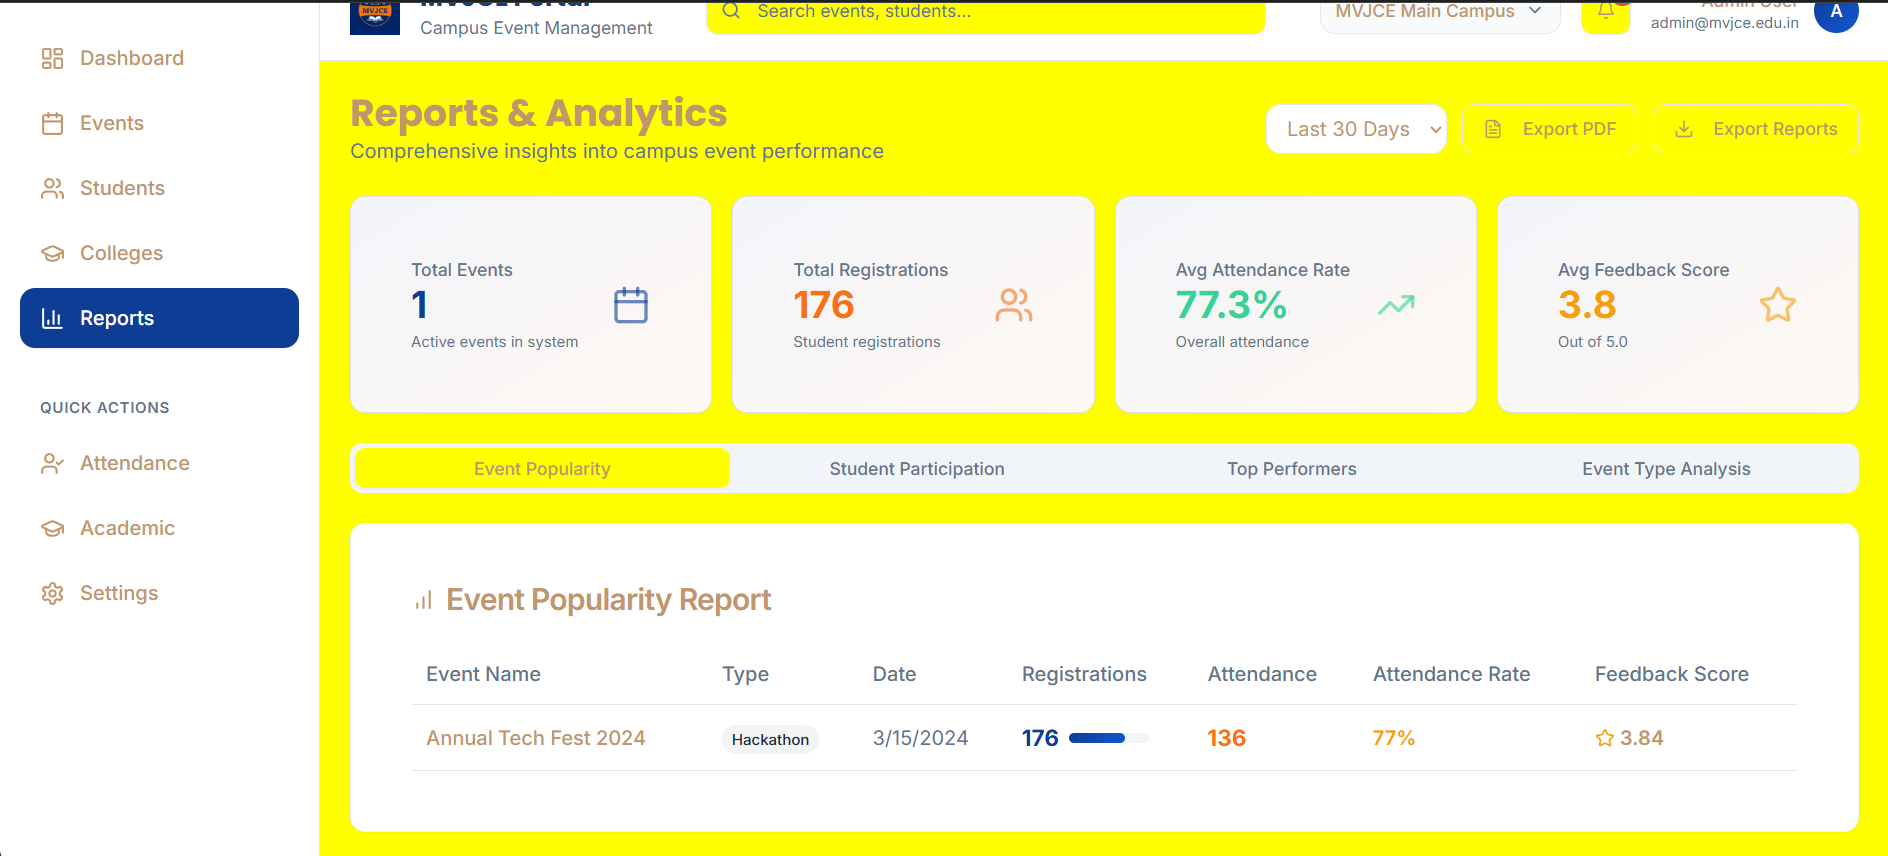 MVJCE Portal
Campus Event Management
MVJCE
Search events, students...
MVJCE Main Campus
Admin User
admin@mvjce.edu.in
A
Dashboard
Events
Students
Colleges
Reports
QUICK ACTIONS
Attendance
Academic
Settings
Reports & Analytics
Comprehensive insights into campus event performance
Last 30 Days
Export PDF
Export Reports
Total Events
1
Active events in system
Total Registrations
176
Student registrations
Avg Attendance Rate
77.3%
Overall attendance
Avg Feedback Score
3.8
Out of 5.0
Event Popularity
Student Participation
Top Performers
Event Type Analysis
Event Popularity Report
Event Name Type Date Registrations Attendance Attendance Rate Feedback Score
Annual Tech Fest 2024 Hackathon 3/15/2024 176 136 77% 3.84